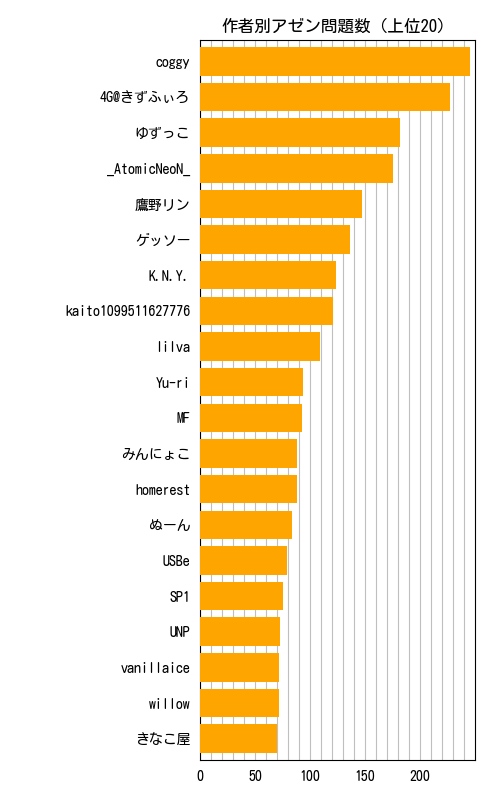 作者別アゼン問題数 (上位20)
coggy
4G@きずふぃろ
ゆずっこ
_AtomicNeoN_
鷹野リン
ゲッソー
K.N.Y.
kaito1099511627776
lilva
Yu-ri
MF
みんにょこ
homerest
ぬーん
USBe
SP1
UNP
vanillaice
willow
きなこ屋
0 50 100 150 200